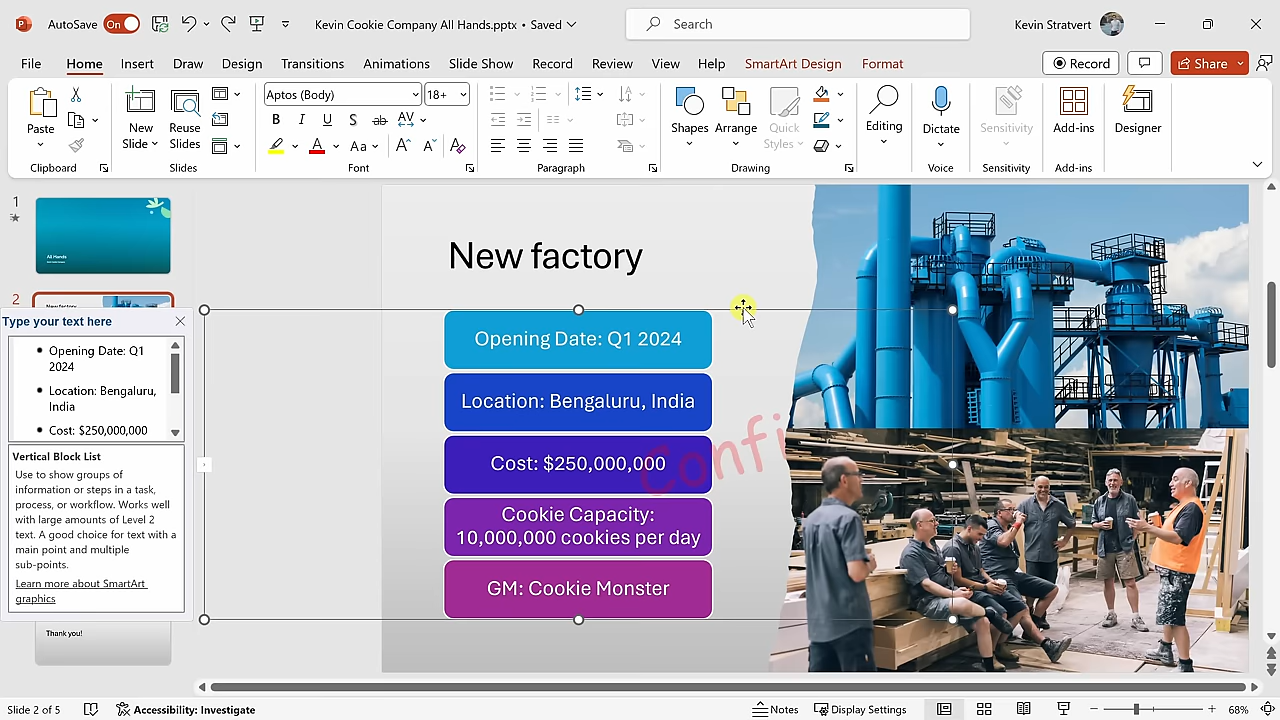 AutoSave On
Kevin Cookie Company All Hands.pptx • Saved
Search
Kevin Stratvert
File Home Insert Draw Design Transitions Animations Slide Show Record Review View Help SmartArt Design Format
Record
Share
Paste
Clipboard
New Slide
Reuse Slides
Slides
Aptos (Body) 18+
B I U S ab AV
Aa A A
Font
Paragraph
Shapes
Arrange
Quick Styles
Drawing
Editing
Dictate
Voice
Sensitivity
Sensitivity
Add-ins
Add-ins
Designer
1
All Hands
2
New factory
Type your text here
Opening Date: Q1
2024
Location: Bengaluru,
India
Cost: $250,000,000
Vertical Block List
Use to show groups of
information or steps in a task,
process, or workflow. Works well
with large amounts of Level 2
text. A good choice for text with a
main point and multiple
sub-points.
Learn more about SmartArt
graphics
Thank you!
New factory
Opening Date: Q1 2024
Location: Bengaluru, India
Cost: $250,000,000
Cookie Capacity:
10,000,000 cookies per day
GM: Cookie Monster
Confi
Slide 2 of 5
Accessibility: Investigate
Notes
Display Settings
68%